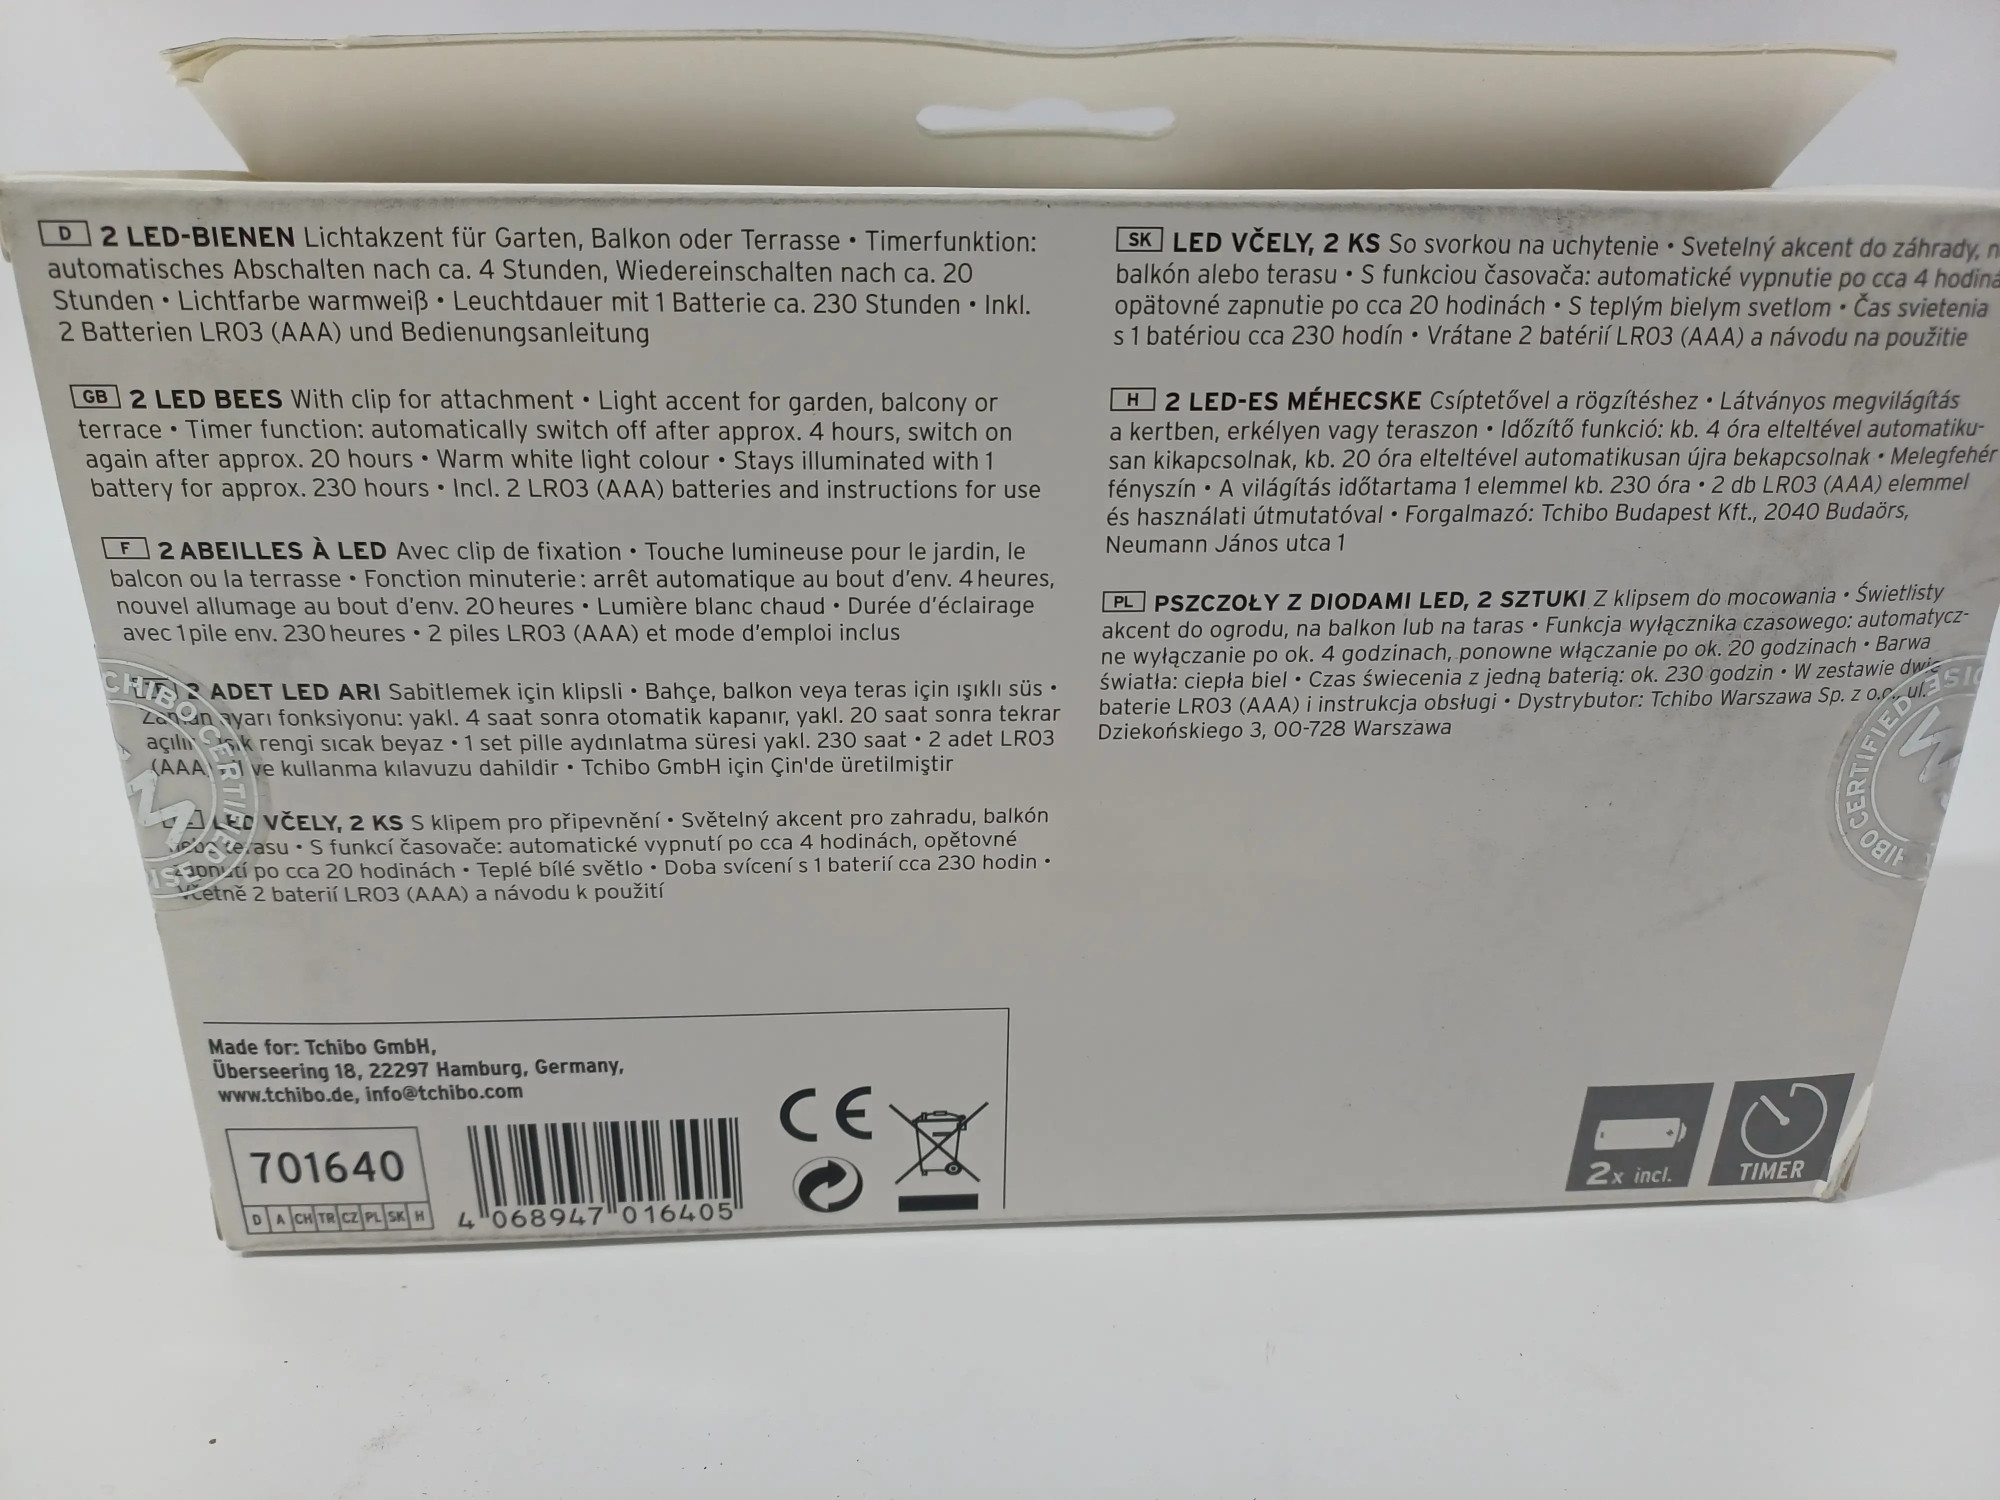 D 2 LED-BIENEN Lichtakzent für Garten, Balkon oder Terrasse • Timerfunktion:
automatisches Abschalten nach ca. 4 Stunden, Wiedereinschalten nach ca. 20
Stunden • Lichtfarbe warmweiß • Leuchtdauer mit 1 Batterie ca. 230 Stunden • Inkl.
2 Batterien LR03 (AAA) und Bedienungsanleitung
GB 2 LED BEES With clip for attachment • Light accent for garden, balcony or
terrace • Timer function: automatically switch off after approx. 4 hours, switch on
again after approx. 20 hours • Warm white light colour • Stays illuminated with 1
battery for approx. 230 hours • Incl. 2 LR03 (AAA) batteries and instructions for use
F 2 ABEILLES À LED Avec clip de fixation • Touche lumineuse pour le jardin, le
balcon ou la terrasse • Fonction minuterie : arrêt automatique au bout d'env. 4 heures,
nouvel allumage au bout d'env. 20 heures • Lumière blanc chaud • Durée d'éclairage
avec 1 pile env. 230 heures • 2 piles LR03 (AAA) et mode d'emploi inclus
2 ADET LED ARI Sabitlemek için klipsli • Bahçe, balkon veya teras için ışıklı süs •
ayarı fonksiyonu: yakl. 4 saat sonra otomatik kapanır, yakl. 20 saat sonra tekrar
rengi sıcak beyaz • 1 set pille aydınlatma süresi yakl. 230 saat • 2 adet LR03
(AAA) ve kullanma kılavuzu dahildir • Tchibo GmbH için Çin'de üretilmiştir
LED VČELY, 2 KS S klipem pro připevnění • Světelný akcent pro zahradu, balkón
terasu • S funkcí časovače: automatické vypnutí po cca 4 hodinách, opětovné
zapnutí po cca 20 hodinách • Teplé bílé světlo • Doba svícení s 1 baterií cca 230 hodin •
Včetně 2 baterií LR03 (AAA) a návodu k použití
SK LED VČELY, 2 KS So svorkou na uchytenie • Svetelný akcent do záhrady,
balkón alebo terasu • S funkciou časovača: automatické vypnutie po cca 4
opätovné zapnutie po cca 20 hodinách • S teplým bielym svetlom • Čas svietenia
s 1 batériou cca 230 hodín • Vrátane 2 batérií LR03 (AAA) a návodu na použitie
H 2 LED-ES MÉHECSKE Csíptetővel a rögzítéshez • Látványos megvilágítás
a kertben, erkélyen vagy teraszon • Időzítő funkció: kb. 4 óra elteltével automatiku-
san kikapcsolnak, kb. 20 óra elteltével automatikusan újra bekapcsolnak • Melegfehér
fényszín • A világítás időtartama 1 elemmel kb. 230 óra • 2 db LR03 (AAA) elemmel
és használati útmutatóval • Forgalmazó: Tchibo Budapest Kft., 2040 Budaörs,
Neumann János utca 1
PL PSZCZOŁY Z DIODAMI LED, 2 SZTUKI Z klipsem do mocowania • Świetlisty
akcent do ogrodu, na balkon lub na taras • Funkcja wyłącznika czasowego: automatycz-
ne wyłączanie po ok. 4 godzinach, ponowne włączanie po ok. 20 godzinach • Barwa
światła: ciepła biel • Czas świecenia z jedną baterią: ok. 230 godzin • W zestawie dwie
baterie LR03 (AAA) i instrukcja obsługi • Dystrybutor: Tchibo Warszawa Sp. z o.o., ul.
Dziekońskiego 3, 00-728 Warszawa
TCHIBO CERTIFIED
CERTIFIED
Made for: Tchibo GmbH,
Überseering 18, 22297 Hamburg, Germany,
www.tchibo.de, info@tchibo.com
701640
D A CH TR CZ PL SK H
4 068947 016405
CE
2x incl.
TIMER